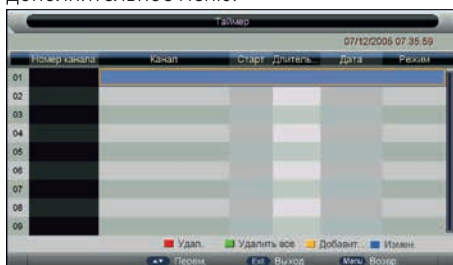 дополнительное меню.
Таймер
07/12/2005 07.35.59
Номер канала Канал Старт Длитель... Дата Режим
01
02
03
04
05
06
07
08
09
Удал. Удалить все Добавит... Измен.
Перем. Exit Выход Menu Возвр